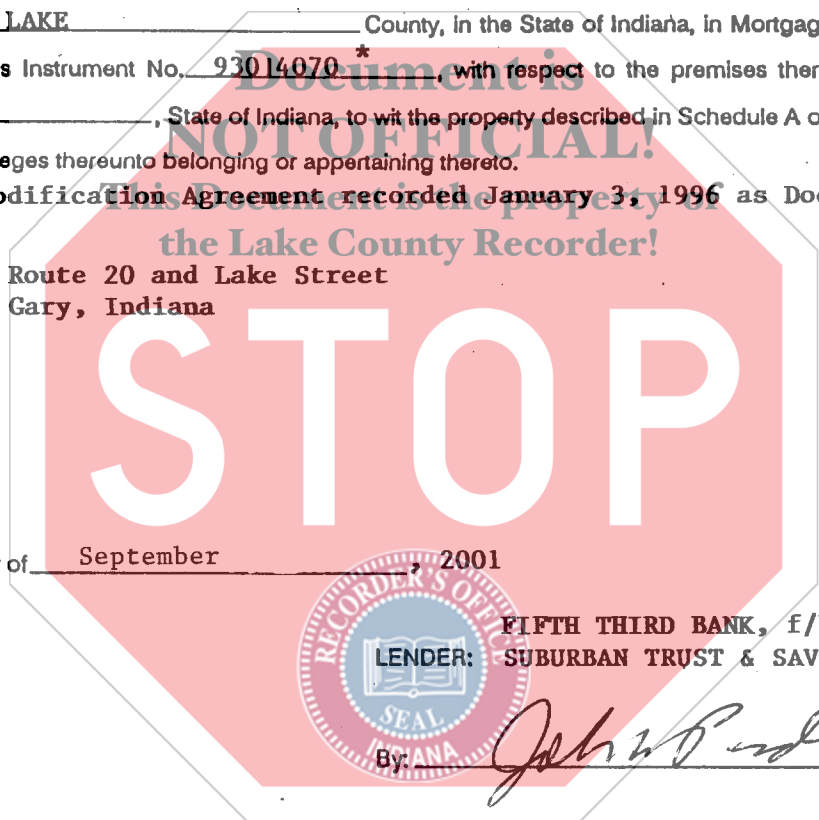 LAKE County, in the State of Indiana, in Mortgag
s Instrument No. 93014070 *, with respect to the premises ther
, State of Indiana, to wit the property described in Schedule A o
eges thereunto belonging or appertaining thereto.
odification Agreement recorded January 3, 1996 as Doc
Document is
NOT OFFICIAL!
This Document is the property of
the Lake County Recorder!
Route 20 and Lake Street
Gary, Indiana
STOP
of September, 2001
FIFTH THIRD BANK, f/
LENDER: SUBURBAN TRUST & SAV
By:
RECORDER'S OFFICE
SEAL
INDIANA